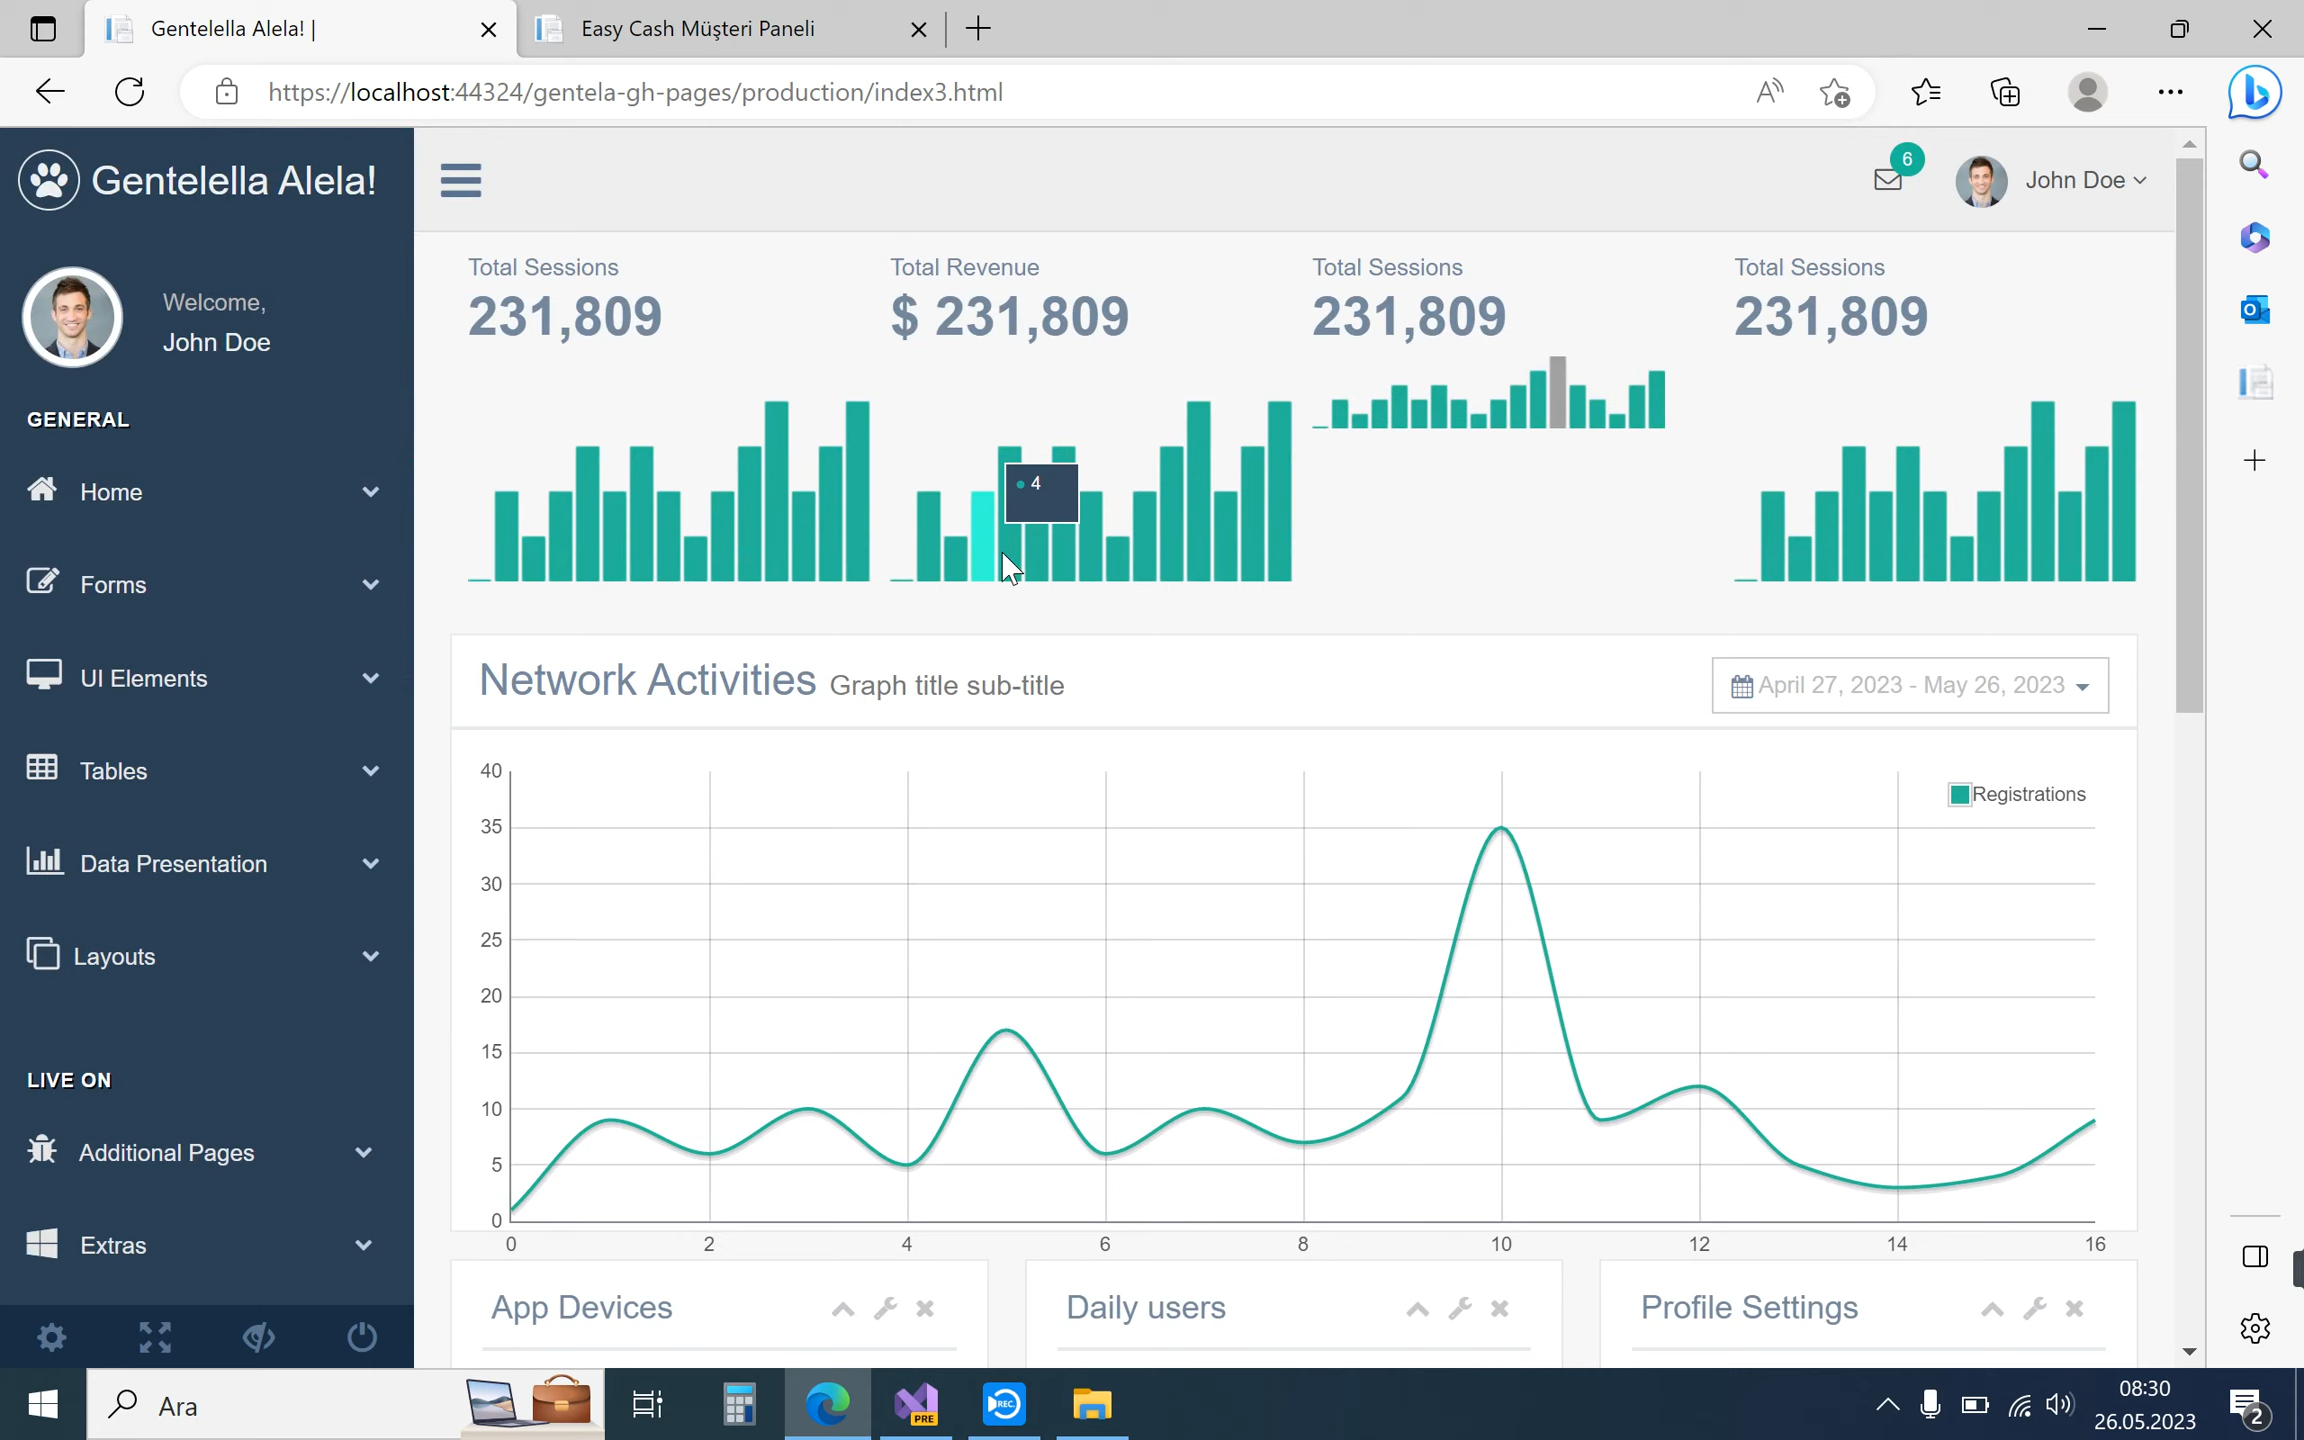 Gentelella Alela! |
Easy Cash Müşteri Paneli
https://localhost:44324/gentela-gh-pages/production/index3.html
Gentelella Alela!
6
John Doe
Welcome,
John Doe
GENERAL
Home
Forms
UI Elements
Tables
Data Presentation
Layouts
LIVE ON
Additional Pages
Extras
Total Sessions
231,809
Total Revenue
$ 231,809
Total Sessions
231,809
Total Sessions
231,809
4
Network Activities Graph title sub-title
April 27, 2023 - May 26, 2023
Registrations
40
35
30
25
20
15
10
5
0
0 2 4 6 8 10 12 14 16
App Devices
Daily users
Profile Settings
Ara
PRE
REC
08:30
26.05.2023
2